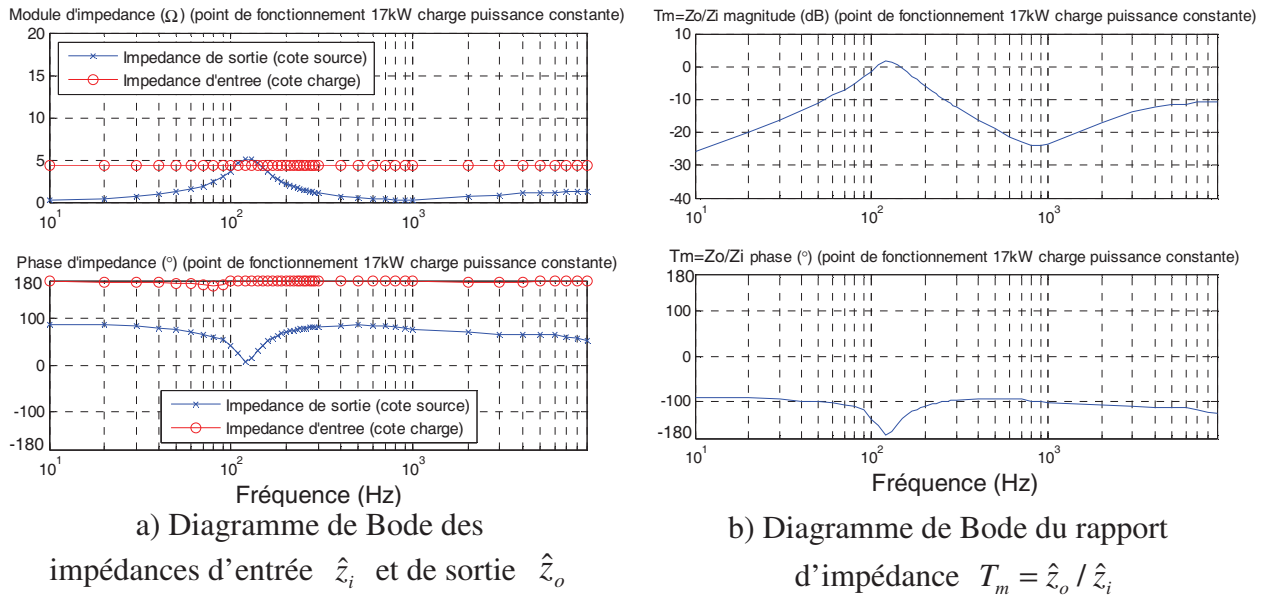 Module d'impédance (Ω) (point de fonctionnement 17kW charge puissance constante)
20
15
10
5
0
Impédance de sortie (cote source)
Impédance d'entrée (cote charge)
10^1
10^2
10^3
Phase d'impedance (°) (point de fonctionnement 17kW charge puissance constante)
180
100
0
-100
-180
Impedance de sortie (cote source)
Impedance d'entree (cote charge)
10^1
10^2
10^3
Fréquence (Hz)
a) Diagramme de Bode des
impédances d'entrée ẑ_i et de sortie ẑ_o
Tm=Zo/Zi magnitude (dB) (point de fonctionnement 17kW charge puissance constante)
10
0
-10
-20
-30
-40
10^1
10^2
10^3
Tm=Zo/Zi phase (°) (point de fonctionnement 17kW charge puissance constante)
180
100
0
-100
-180
10^1
10^2
10^3
Fréquence (Hz)
b) Diagramme de Bode du rapport
d'impédance T_m = ẑ_o / ẑ_i